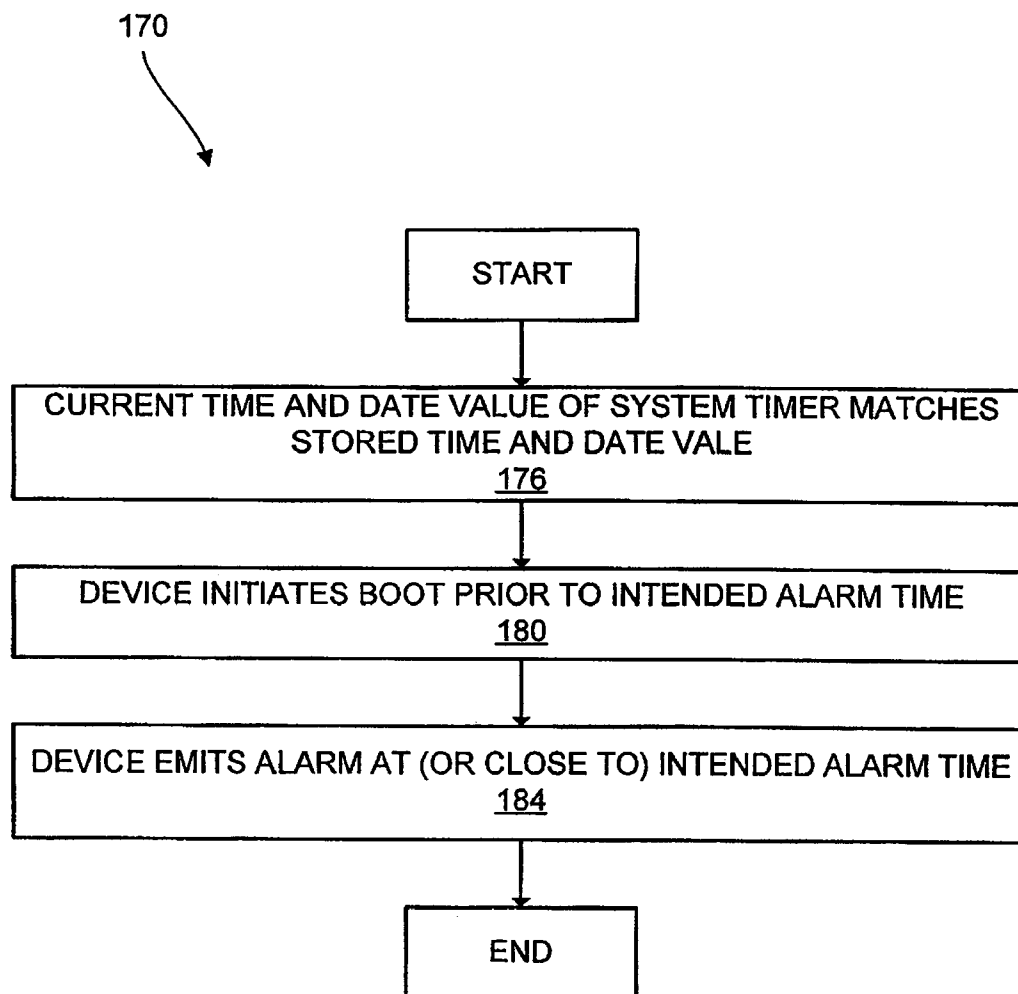 170
START
CURRENT TIME AND DATE VALUE OF SYSTEM TIMER MATCHES
STORED TIME AND DATE VALE
176
DEVICE INITIATES BOOT PRIOR TO INTENDED ALARM TIME
180
DEVICE EMITS ALARM AT (OR CLOSE TO) INTENDED ALARM TIME
184
END